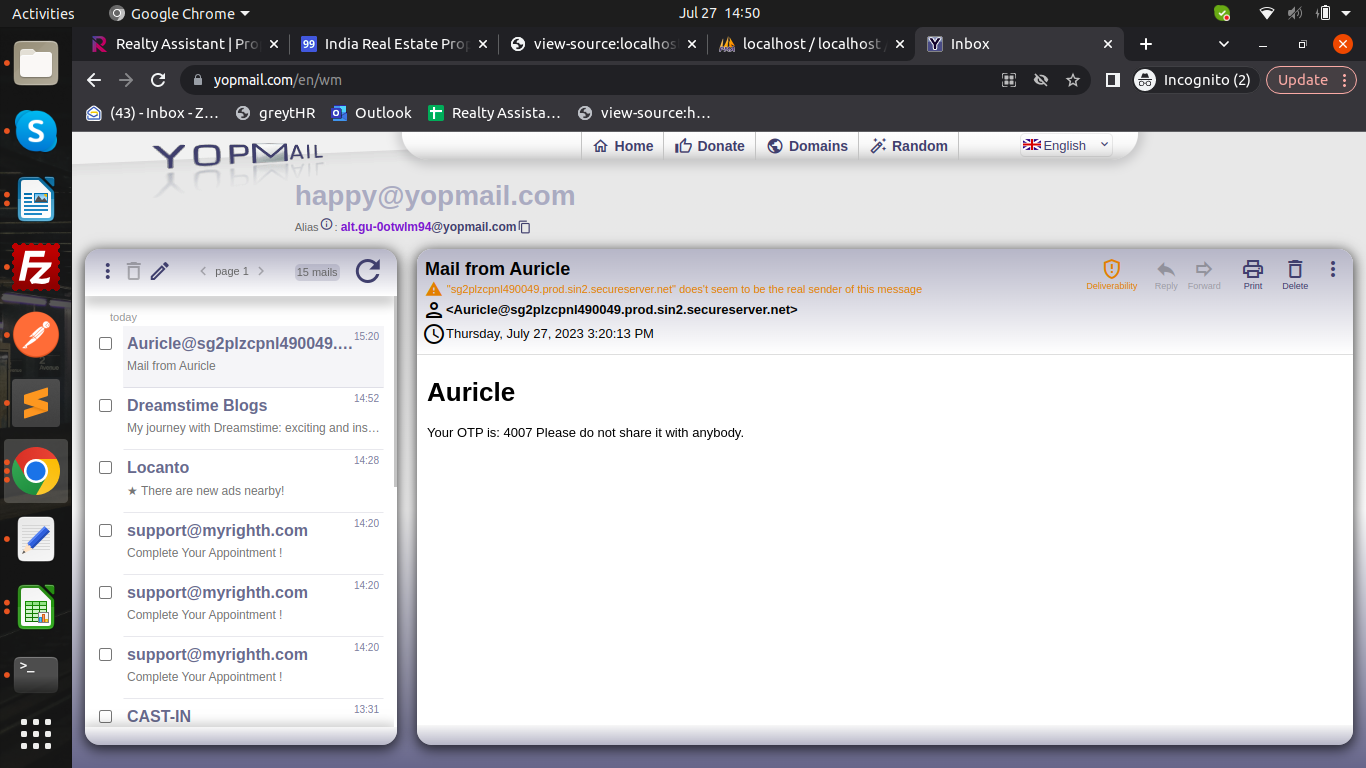 Activities
Google Chrome
Jul 27 14:50
Realty Assistant | Pro
India Real Estate Prop
view-source:localhos
localhost / localhost /
Inbox
yopmail.com/en/wm
Incognito (2)
Update
(43) - Inbox - Z…
greytHR
Outlook
Realty Assista…
view-source:h…
YOPMAIL
Home
Donate
Domains
Random
English
happy@yopmail.com
Alias : alt.gu-0otwlm94@yopmail.com
page 1
15 mails
today
Auricle@sg2plzcpnl490049.…
15:20
Mail from Auricle
Dreamstime Blogs
14:52
My journey with Dreamstime: exciting and ins…
Locanto
14:28
★ There are new ads nearby!
support@myrighth.com
14:20
Complete Your Appointment !
support@myrighth.com
14:20
Complete Your Appointment !
support@myrighth.com
14:20
Complete Your Appointment !
CAST-IN
13:31
Mail from Auricle
"sg2plzcpnl490049.prod.sin2.secureserver.net" does't seem to be the real sender of this message
<Auricle@sg2plzcpnl490049.prod.sin2.secureserver.net>
Thursday, July 27, 2023 3:20:13 PM
Deliverability
Reply
Forward
Print
Delete
Auricle
Your OTP is: 4007 Please do not share it with anybody.